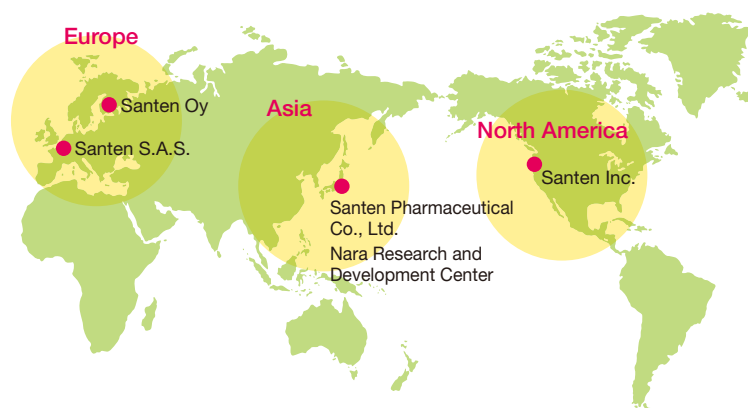 Europe
Santen Oy
Santen S.A.S.
Asia
Santen Pharmaceutical
Co., Ltd.
Nara Research and
Development Center
North America
Santen Inc.